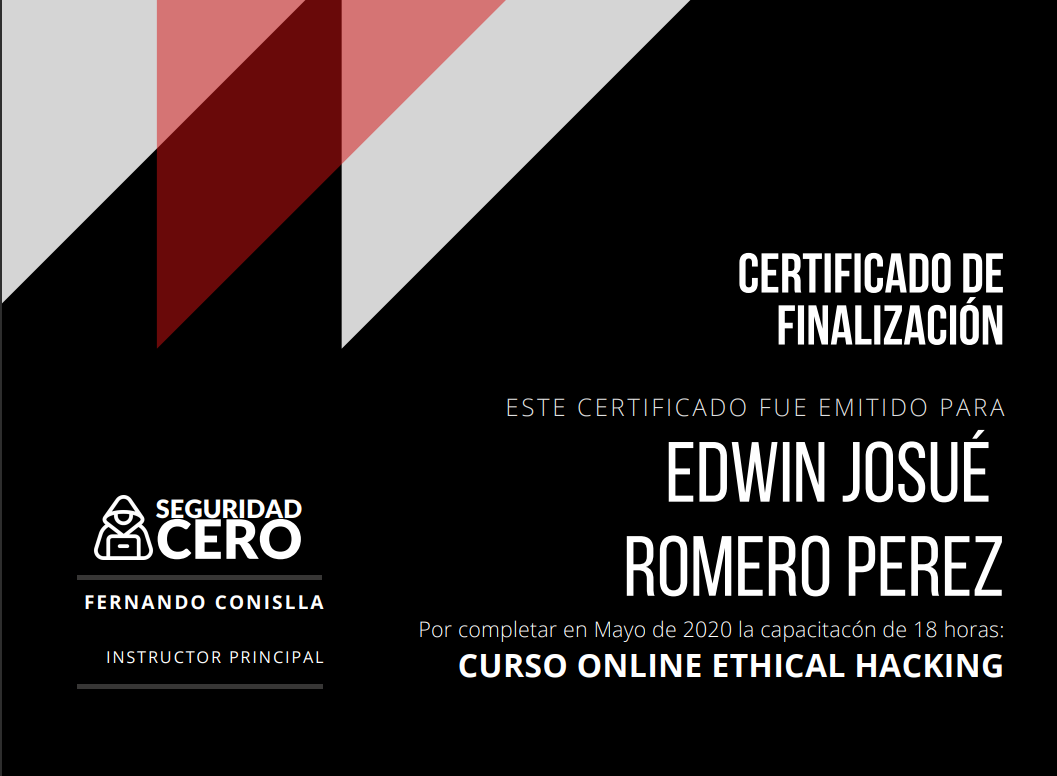 CERTIFICADO DE
FINALIZACIÓN
ESTE CERTIFICADO FUE EMITIDO PARA
EDWIN JOSUÉ
ROMERO PEREZ
Por completar en Mayo de 2020 la capacitacón de 18 horas:
CURSO ONLINE ETHICAL HACKING
SEGURIDAD
CERO
FERNANDO CONISLLA
INSTRUCTOR PRINCIPAL